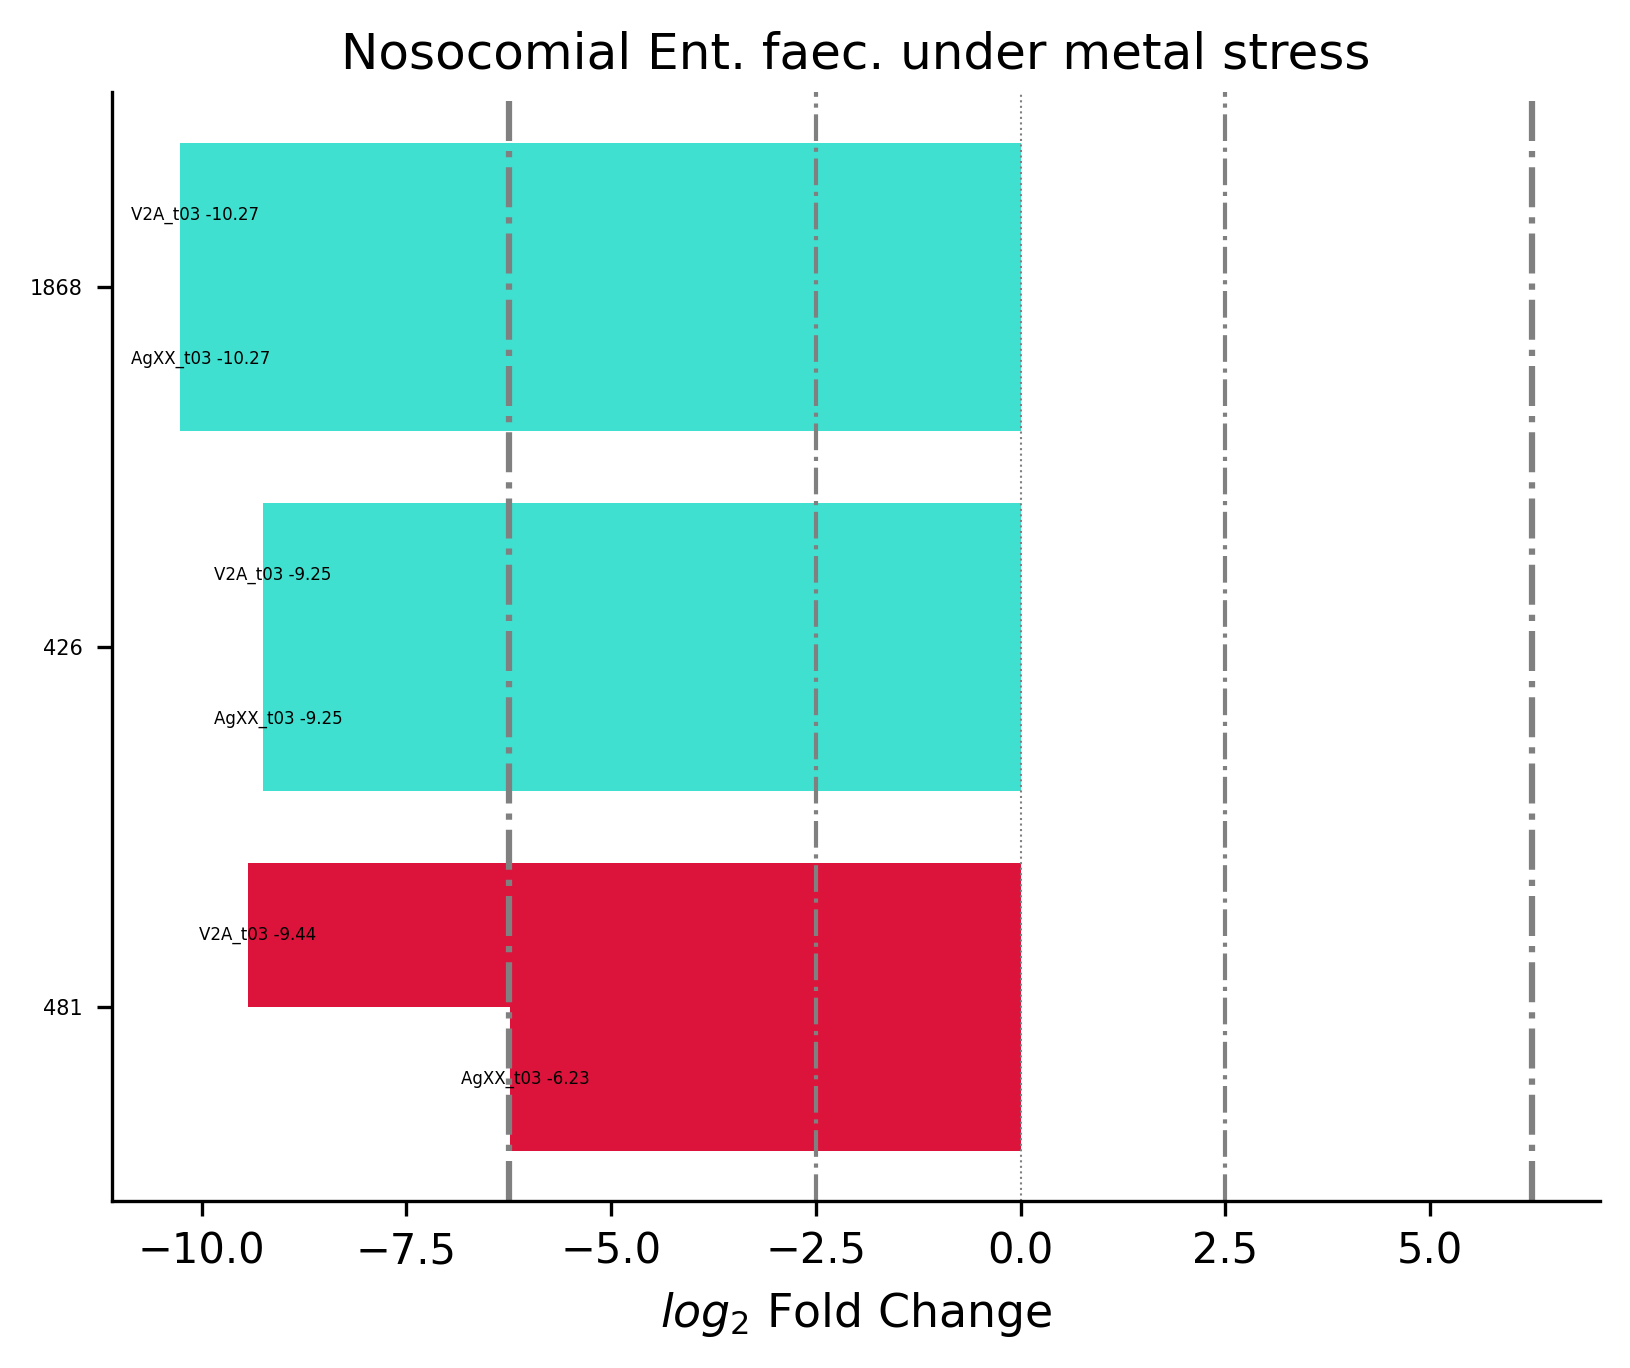 Nosocomial Ent. faec. under metal stress
V2A_t03 -10.27
1868
AgXX_t03 -10.27
V2A_t03 -9.25
426
AgXX_t03 -9.25
V2A_t03 -9.44
481
AgXX_t03 -6.23
−10.0 −7.5 −5.0 −2.5 0.0 2.5 5.0
log₂ Fold Change